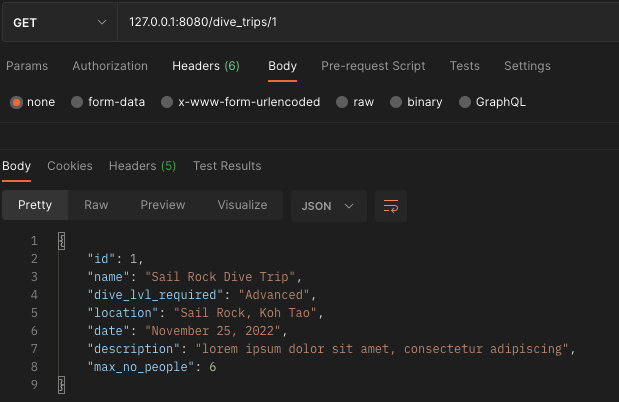 GET 127.0.0.1:8080/dive_trips/1
Params Authorization Headers (6) Body Pre-request Script Tests Settings
none form-data x-www-form-urlencoded raw binary GraphQL
Body Cookies Headers (5) Test Results
Pretty Raw Preview Visualize JSON
1 {
2 "id": 1,
3 "name": "Sail Rock Dive Trip",
4 "dive_lvl_required": "Advanced",
5 "location": "Sail Rock, Koh Tao",
6 "date": "November 25, 2022",
7 "description": "lorem ipsum dolor sit amet, consectetur adipiscing",
8 "max_no_people": 6
9 }